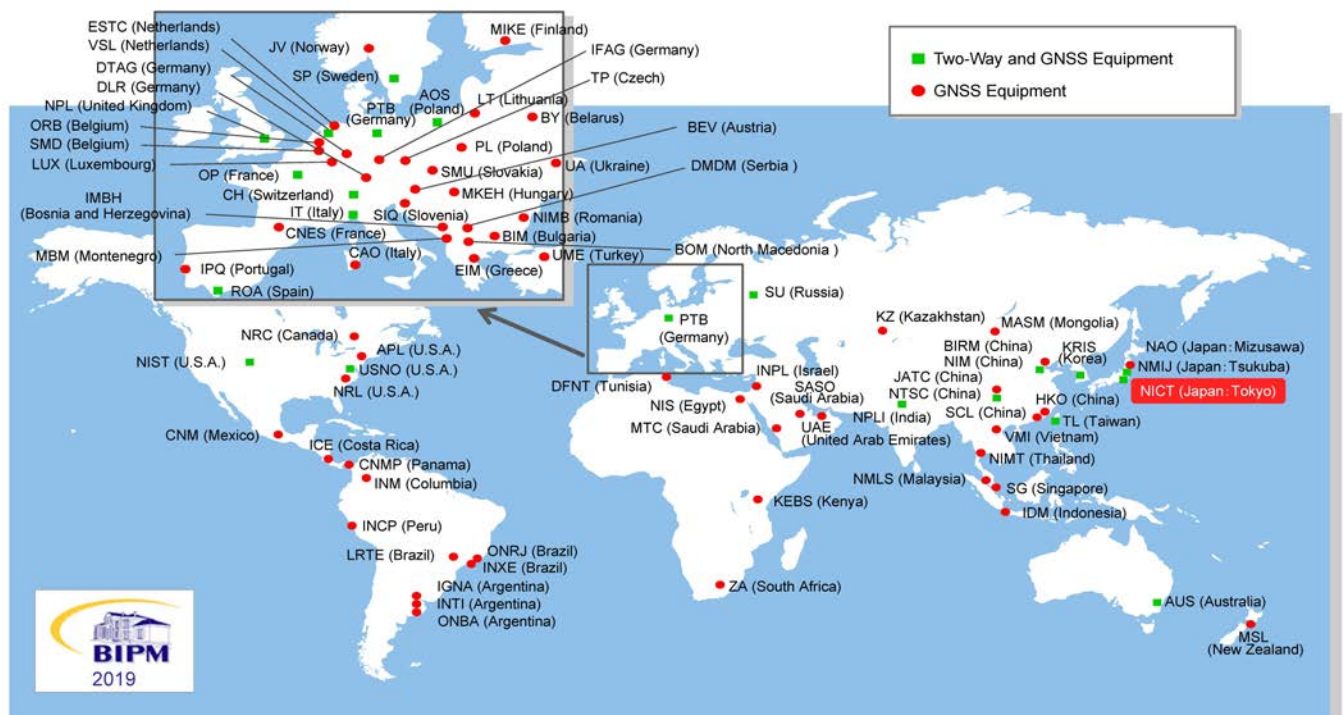 ESTC (Netherlands)
VSL (Netherlands)
DTAG (Germany)
DLR (Germany)
NPL (United Kingdom)
ORB (Belgium)
SMD (Belgium)
LUX (Luxembourg)
IMBH
(Bosnia and Herzegovina)
MBM (Montenegro)
JV (Norway)
SP (Sweden)
MIKE (Finland)
PTB
(Germany)
AOS
(Poland)
LT (Lithuania)
BY (Belarus)
IFAG (Germany)
TP (Czech)
BEV (Austria)
DMDM (Serbia )
PL (Poland)
UA (Ukraine)
SMU (Slovakia)
MKEH (Hungary)
OP (France)
CH (Switzerland)
IT (Italy)
SIQ (Slovenia)
NIMB (Romania)
CNES (France)
BIM (Bulgaria)
BOM (North Macedonia )
CAO (Italy)
UME (Turkey)
EIM (Greece)
IPQ (Portugal)
ROA (Spain)
Two-Way and GNSS Equipment
GNSS Equipment
NRC (Canada)
NIST (U.S.A.)
APL (U.S.A.)
USNO (U.S.A.)
NRL (U.S.A.)
CNM (Mexico)
ICE (Costa Rica)
CNMP (Panama)
INM (Columbia)
INCP (Peru)
LRTE (Brazil)
ONRJ (Brazil)
INXE (Brazil)
IGNA (Argentina)
INTI (Argentina)
ONBA (Argentina)
PTB
(Germany)
SU (Russia)
DFNT (Tunisia)
INPL (Israel)
NIS (Egypt)
SASO
(Saudi Arabia)
MTC (Saudi Arabia)
UAE
(United Arab Emirates)
KEBS (Kenya)
ZA (South Africa)
KZ (Kazakhstan)
MASM (Mongolia)
BIRM (China)
NIM (China)
KRIS
(Korea)
NAO (Japan:Mizusawa)
NMIJ (Japan:Tsukuba)
NICT (Japan:Tokyo)
JATC (China)
NTSC (China)
HKO (China)
NPLI (India)
SCL (China)
TL (Taiwan)
VMI (Vietnam)
NIMT (Thailand)
NMLS (Malaysia)
SG (Singapore)
IDM (Indonesia)
AUS (Australia)
MSL
(New Zealand)
BIPM
2019